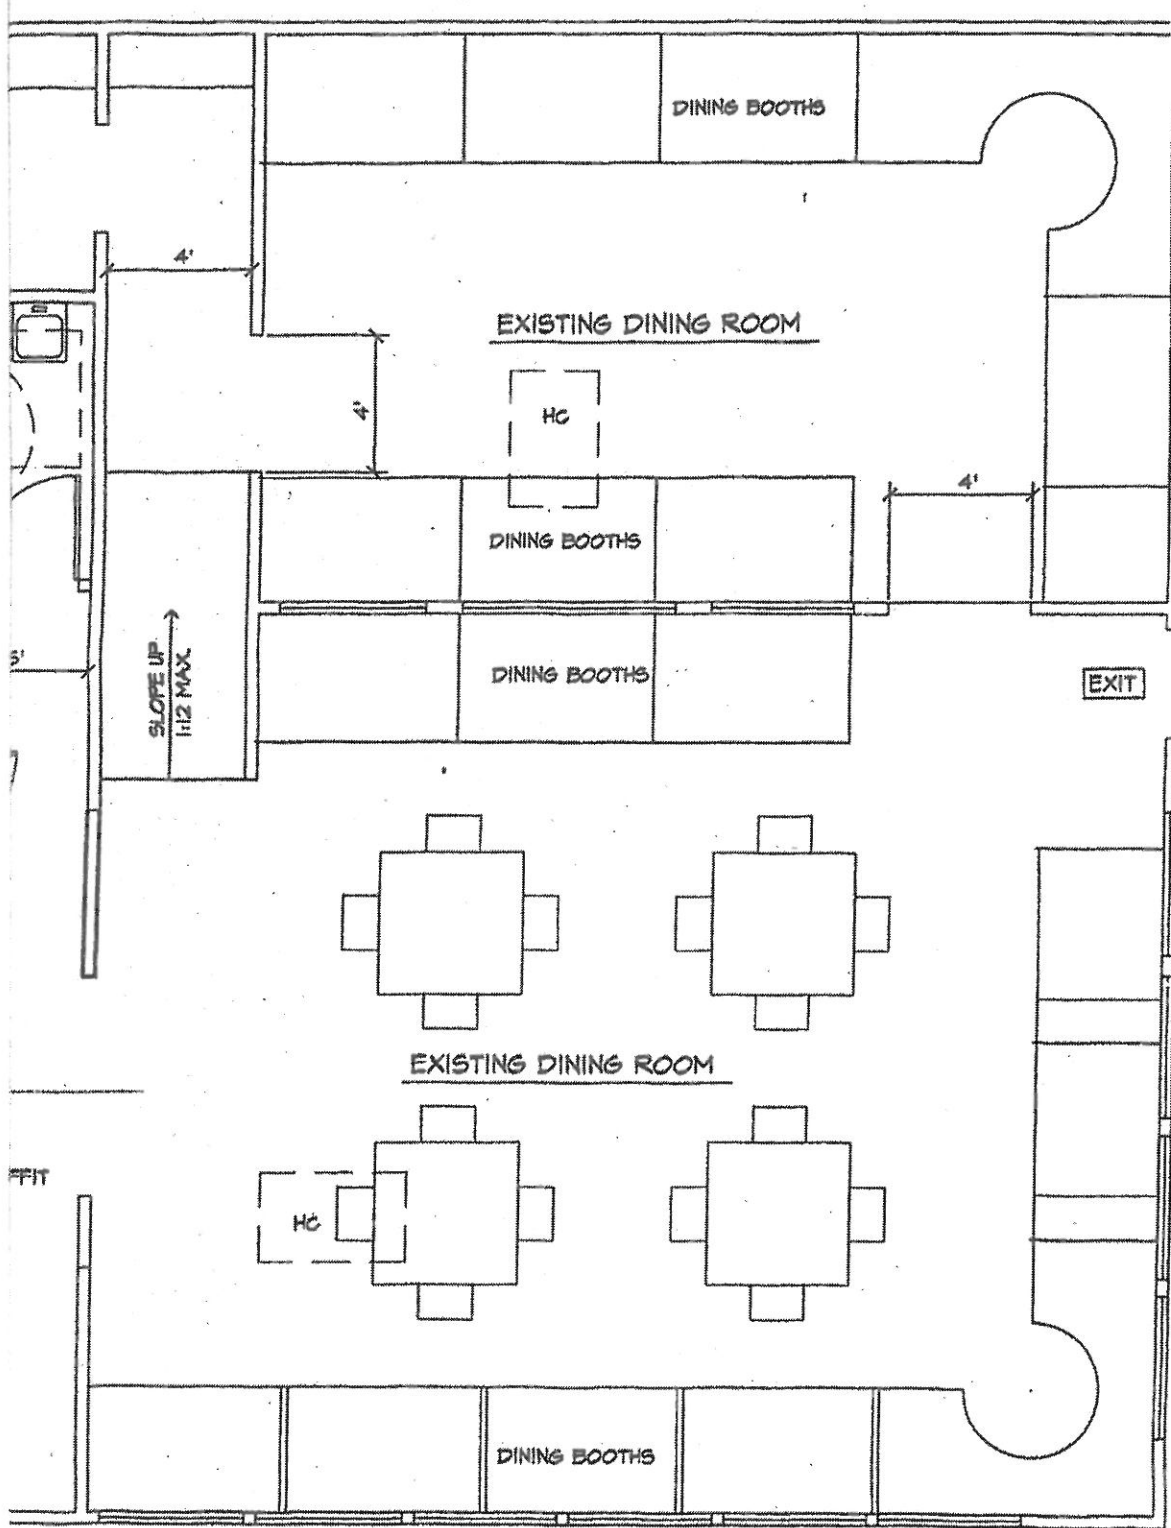 DINING BOOTHS
4'
EXISTING DINING ROOM
4'
HC
4'
DINING BOOTHS
SLOPE UP
1:12 MAX.
DINING BOOTHS
EXIT
EXISTING DINING ROOM
FFIT
HC
DINING BOOTHS